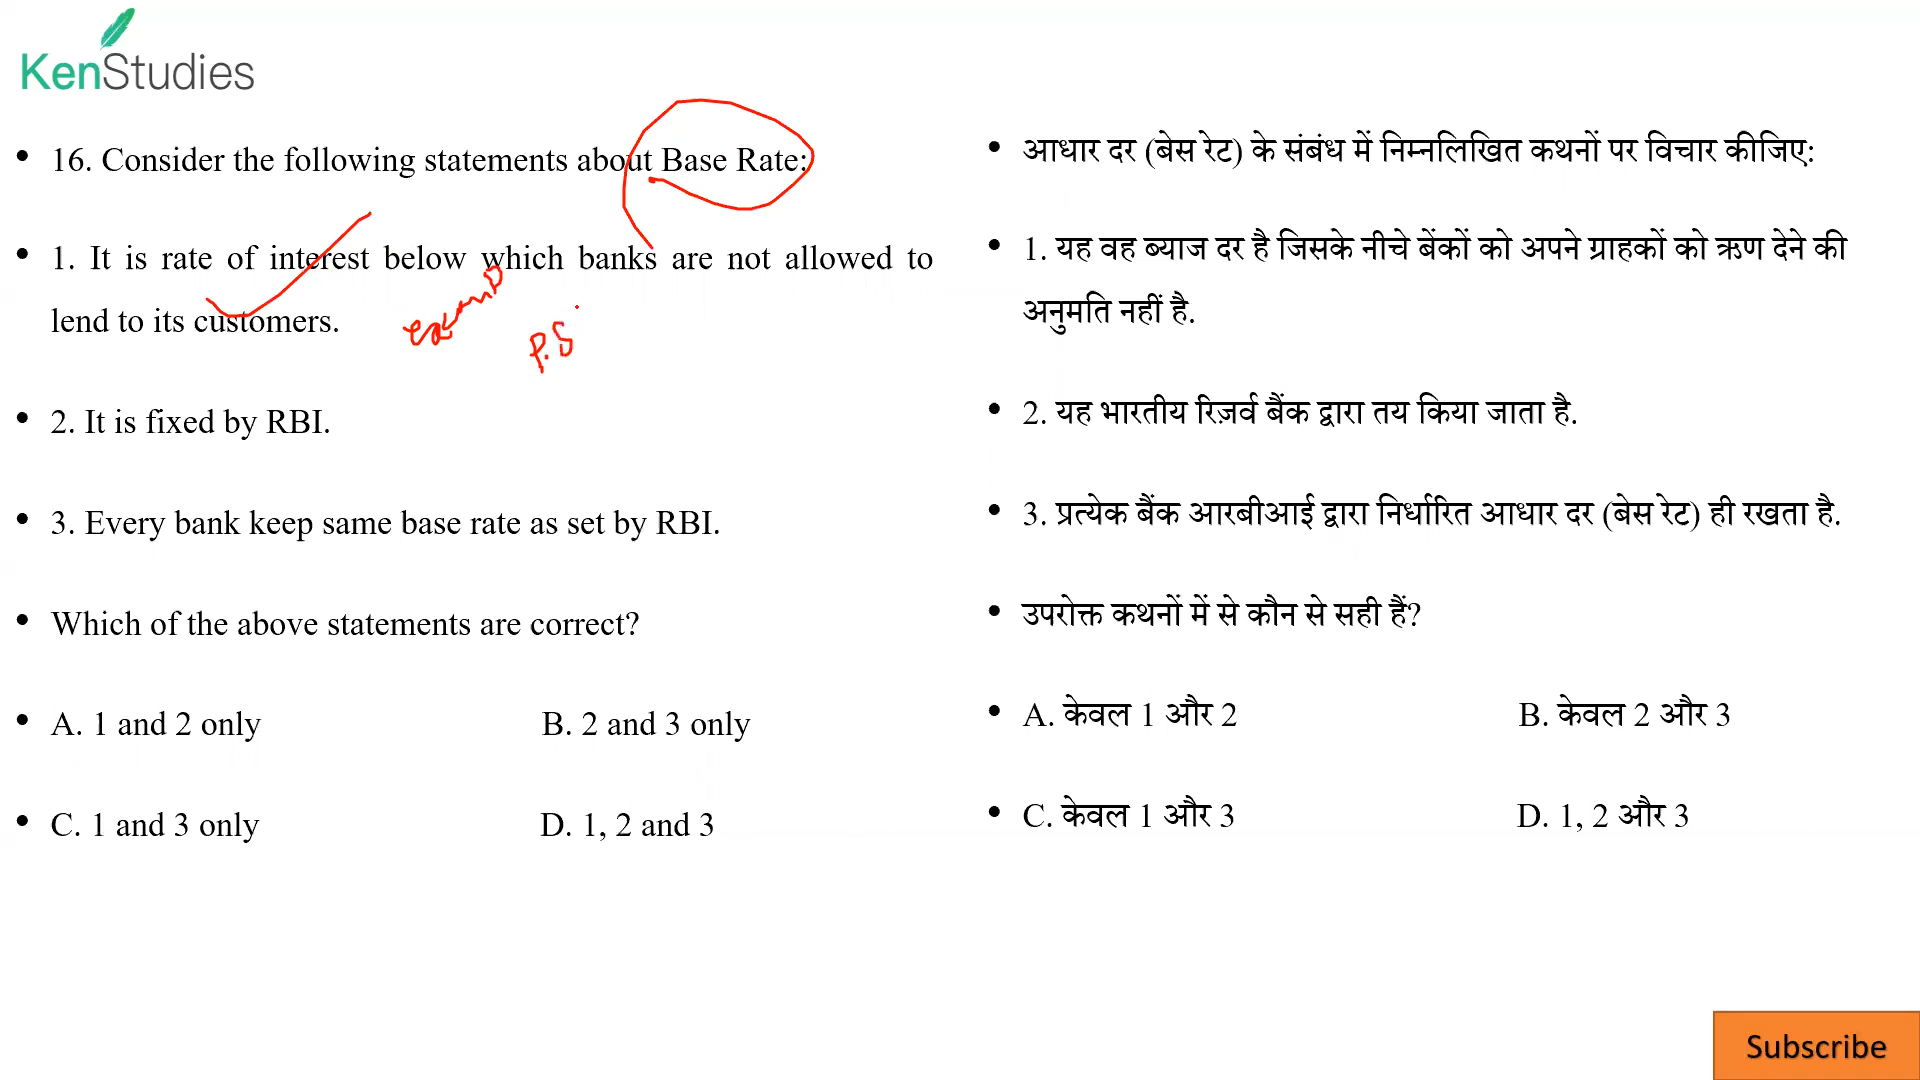 KenStudies
• 16. Consider the following statements about Base Rate:
• 1. It is rate of interest below which banks are not allowed to
lend to its customers.
P.S
• 2. It is fixed by RBI.
• 3. Every bank keep same base rate as set by RBI.
• Which of the above statements are correct?
• A. 1 and 2 only B. 2 and 3 only
• C. 1 and 3 only D. 1, 2 and 3
• आधार दर (बेस रेट) के संबंध में निम्नलिखित कथनों पर विचार कीजिए:
• 1. यह वह ब्याज दर है जिसके नीचे बेंकों को अपने ग्राहकों को ऋण देने की
अनुमति नहीं है.
• 2. यह भारतीय रिज़र्व बैंक द्वारा तय किया जाता है.
• 3. प्रत्येक बैंक आरबीआई द्वारा निर्धारित आधार दर (बेस रेट) ही रखता है.
• उपरोक्त कथनों में से कौन से सही हैं?
• A. केवल 1 और 2 B. केवल 2 और 3
• C. केवल 1 और 3 D. 1, 2 और 3
Subscribe